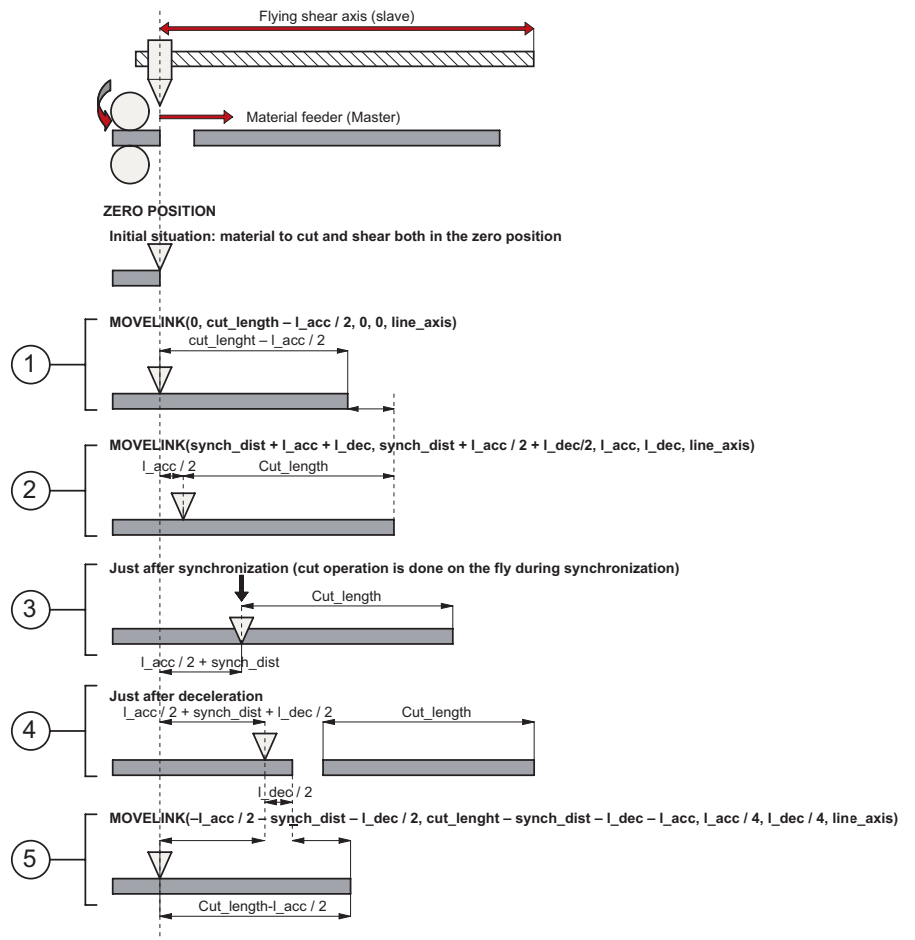 Flying shear axis (slave)
Material feeder (Master)
ZERO POSITION
Initial situation: material to cut and shear both in the zero position
1
MOVELINK(0, cut_length – l_acc / 2, 0, 0, line_axis)
cut_lenght – l_acc / 2
2
MOVELINK(synch_dist + l_acc + l_dec, synch_dist + l_acc / 2 + l_dec/2, l_acc, l_dec, line_axis)
l_acc / 2
Cut_length
3
Just after synchronization (cut operation is done on the fly during synchronization)
Cut_length
l_acc / 2 + synch_dist
4
Just after deceleration
l_acc / 2 + synch_dist + l_dec / 2
Cut_length
l_dec / 2
5
MOVELINK(–l_acc / 2 – synch_dist – l_dec / 2, cut_lenght – synch_dist – l_dec – l_acc, l_acc / 4, l_dec / 4, line_axis)
Cut_length-l_acc / 2